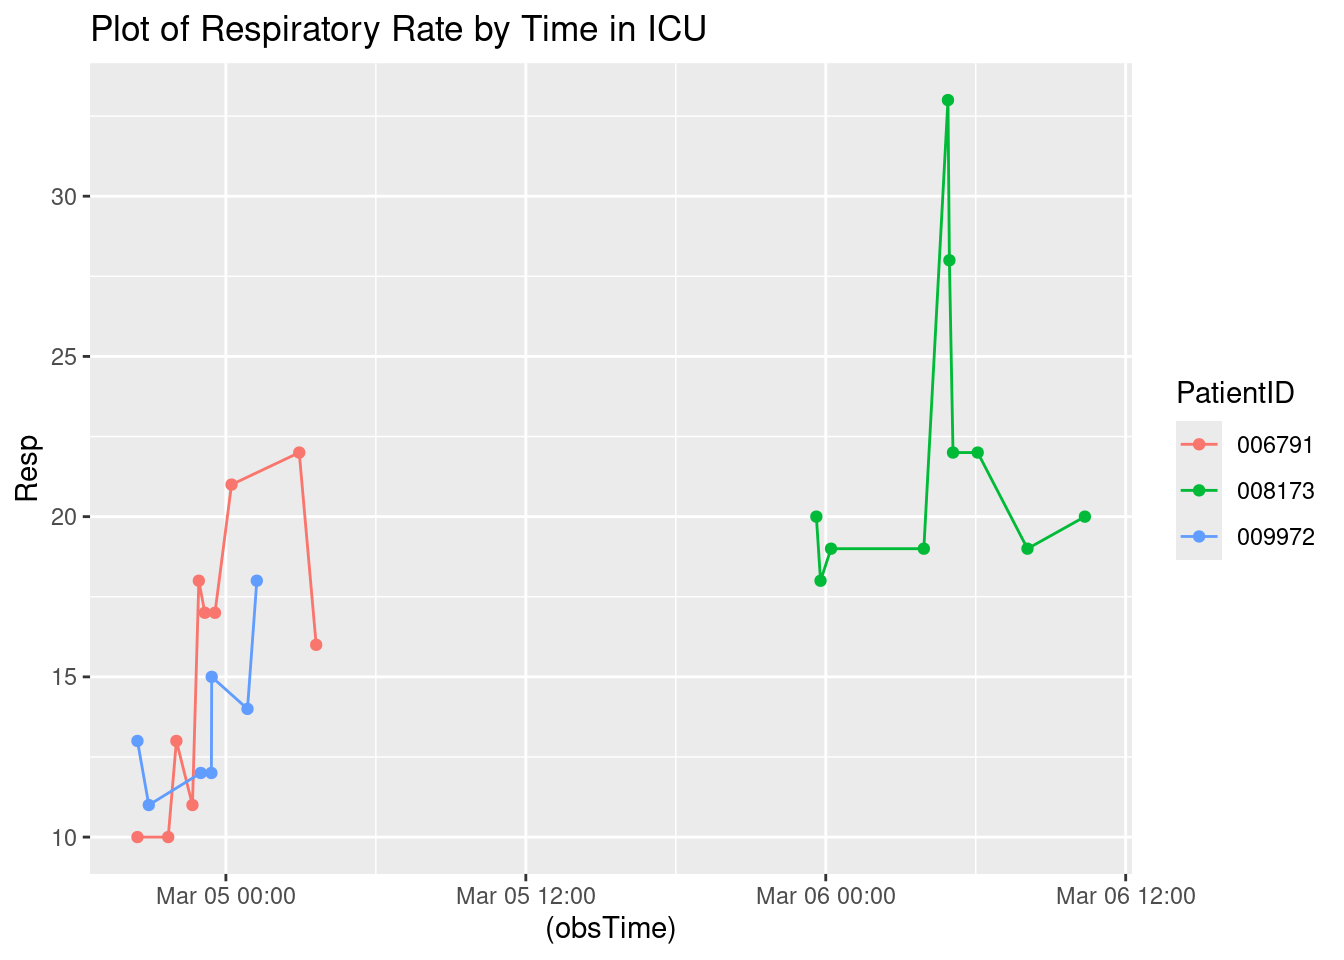 Plot of Respiratory Rate by Time in ICU
30
25
20
15
10
Resp
Mar 05 00:00
Mar 05 12:00
Mar 06 00:00
Mar 06 12:00
(obsTime)
PatientID
006791
008173
009972